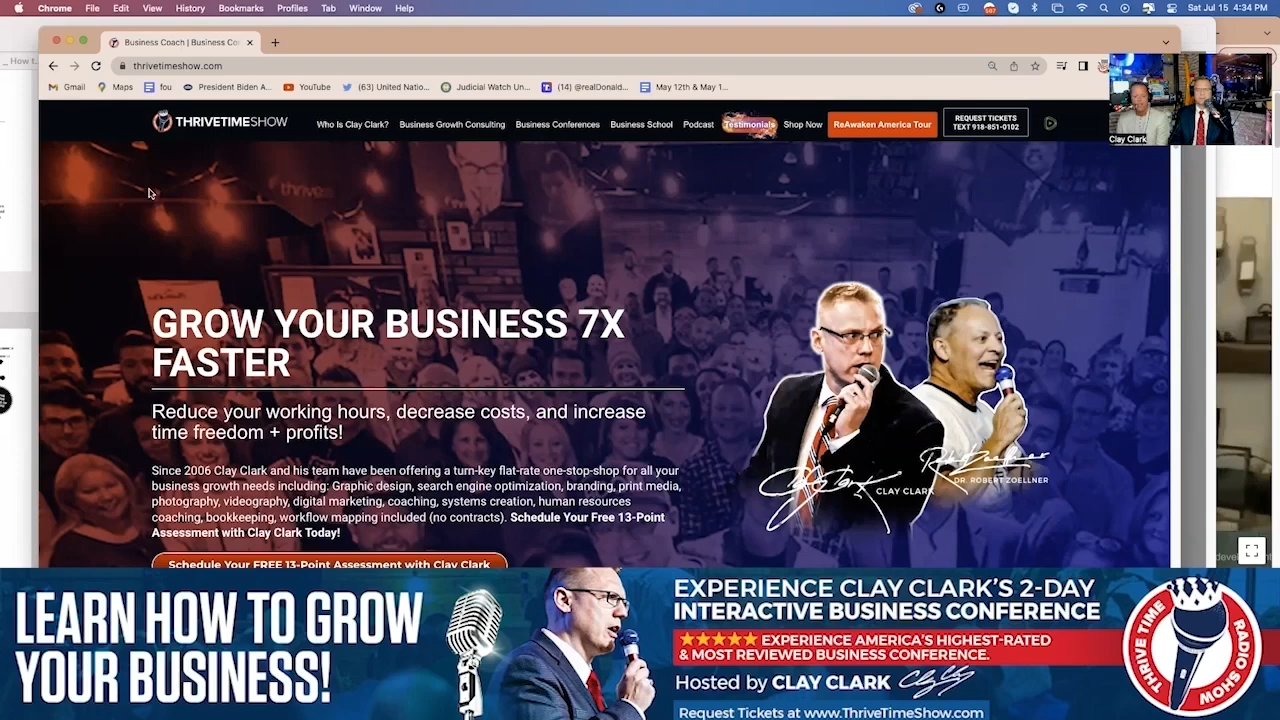 Chrome File Edit View History Bookmarks Profiles Tab Window Help
507
Sat Jul 15 4:34 PM
_ How t...
Business Coach | Business Co
thrivetimeshow.com
Gmail Maps fou President Biden A... YouTube (63) United Natio... Judicial Watch Un... (14) @realDonald... May 12th & May 1...
THRIVETIMESHOW
Who Is Clay Clark? Business Growth Consulting Business Conferences Business School Podcast Testimonials Shop Now ReAwaken America Tour
REQUEST TICKETS
TEXT 918-851-0102
Clay Clark
thrive
GROW YOUR BUSINESS 7X
FASTER
Reduce your working hours, decrease costs, and increase
time freedom + profits!
Since 2006 Clay Clark and his team have been offering a turn-key flat-rate one-stop-shop for all your
business growth needs including: Graphic design, search engine optimization, branding, print media,
photography, videography, digital marketing, coaching, systems creation, human resources
coaching, bookkeeping, workflow mapping included (no contracts). Schedule Your Free 13-Point
Assessment with Clay Clark Today!
Schedule Your FREE 13-Point Assessment with Clay Clark
Clay Clark
CLAY CLARK
DR. ROBERT ZOELLNER
LEARN HOW TO GROW
YOUR BUSINESS!
EXPERIENCE CLAY CLARK'S 2-DAY
INTERACTIVE BUSINESS CONFERENCE
★★★★★ EXPERIENCE AMERICA'S HIGHEST-RATED
& MOST REVIEWED BUSINESS CONFERENCE.
Hosted by CLAY CLARK
Request Tickets at www.ThriveTimeShow.com
THRIVE TIME
RADIO SHOW